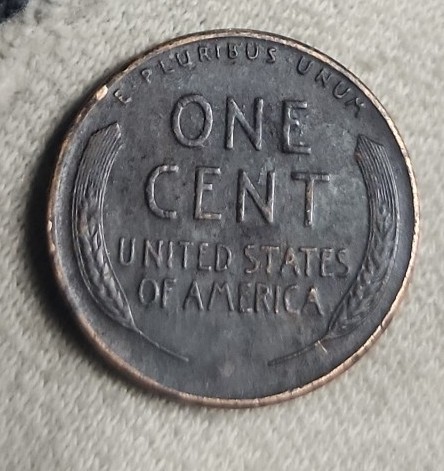 E·PLURIBUS·UNUM
ONE
CENT
UNITED STATES
OF AMERICA